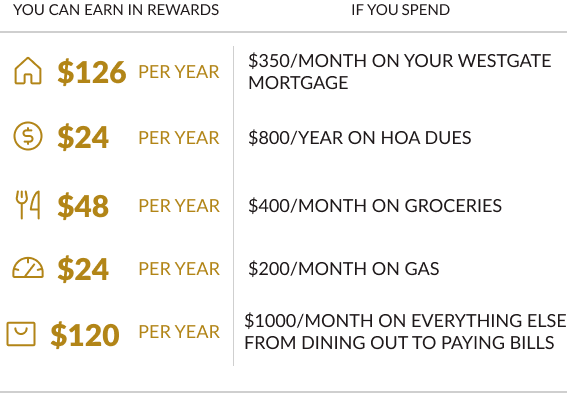 YOU CAN EARN IN REWARDS IF YOU SPEND
$126 PER YEAR $350/MONTH ON YOUR WESTGATE
MORTGAGE
$24 PER YEAR $800/YEAR ON HOA DUES
$48 PER YEAR $400/MONTH ON GROCERIES
$24 PER YEAR $200/MONTH ON GAS
$120 PER YEAR $1000/MONTH ON EVERYTHING ELSE
FROM DINING OUT TO PAYING BILLS